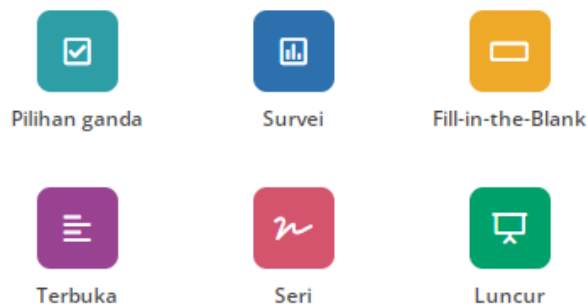 Pilihan ganda
Survei
Fill-in-the-Blank
Terbuka
Seri
Luncur